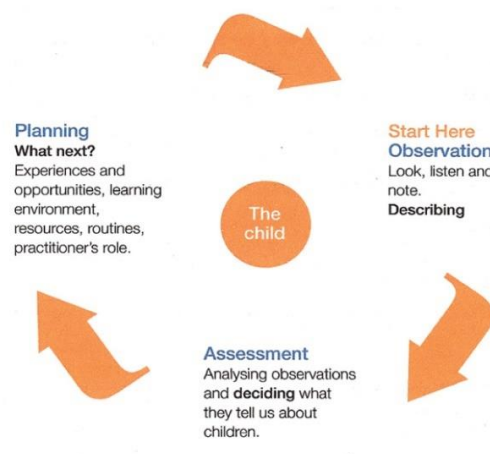 Planning
What next?
Experiences and
opportunities, learning
environment,
resources, routines,
practitioner's role.
The
child
Start Here
Observation
Look, listen and
note.
Describing
Assessment
Analysing observations
and deciding what
they tell us about
children.